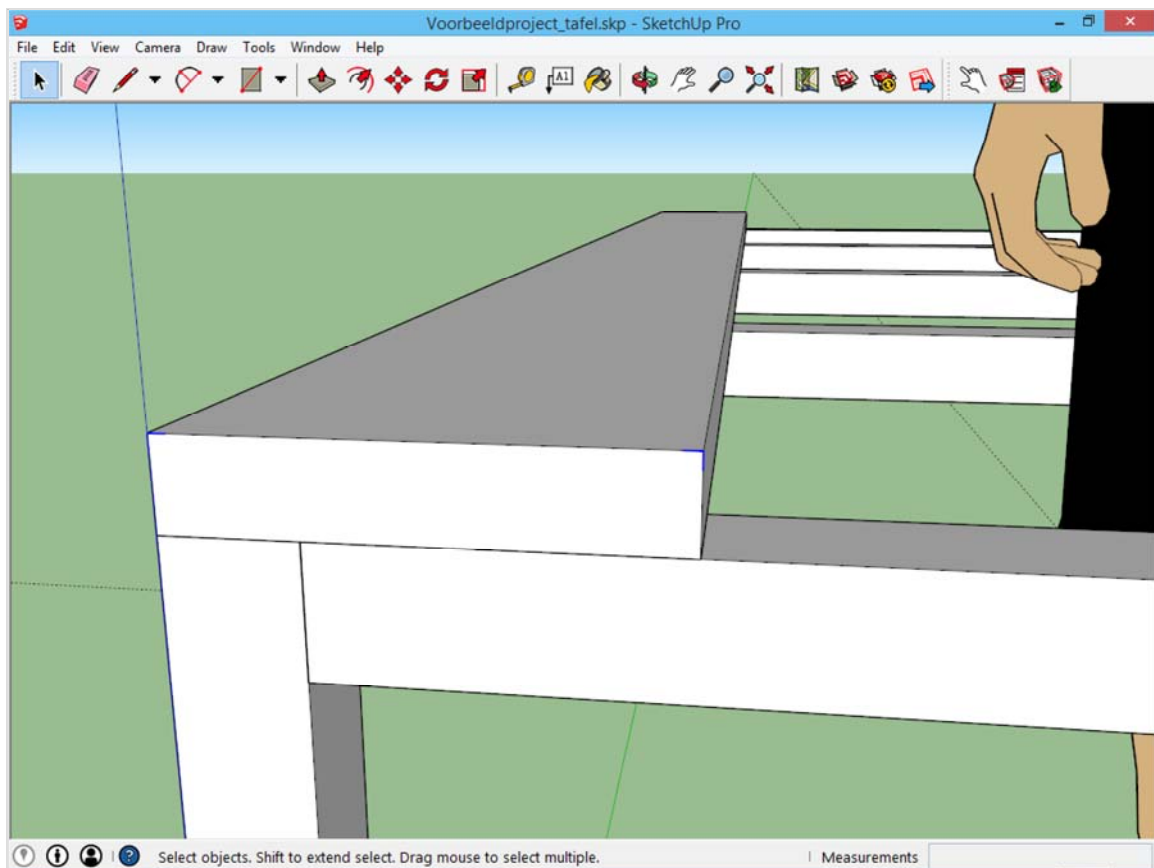 Voorbeeldproject_tafel.skp - SketchUp Pro
File Edit View Camera Draw Tools Window Help
A1
Select objects. Shift to extend select. Drag mouse to select multiple.
Measurements